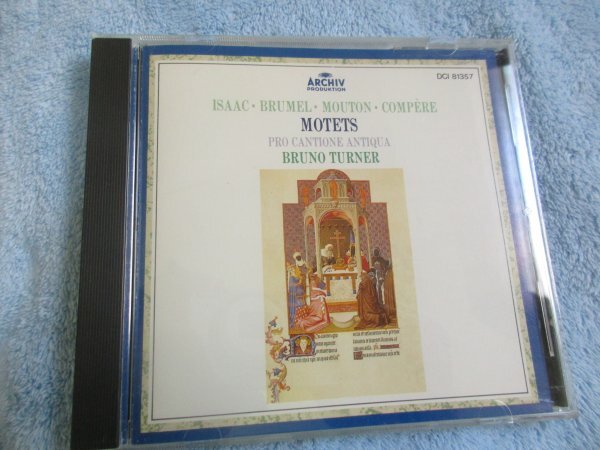 ARCHIV
PRODUKTION
DCI 81357
ISAAC · BRUMEL · MOUTON · COMPÈRE
MOTETS
PRO CANTIONE ANTIQUA
BRUNO TURNER